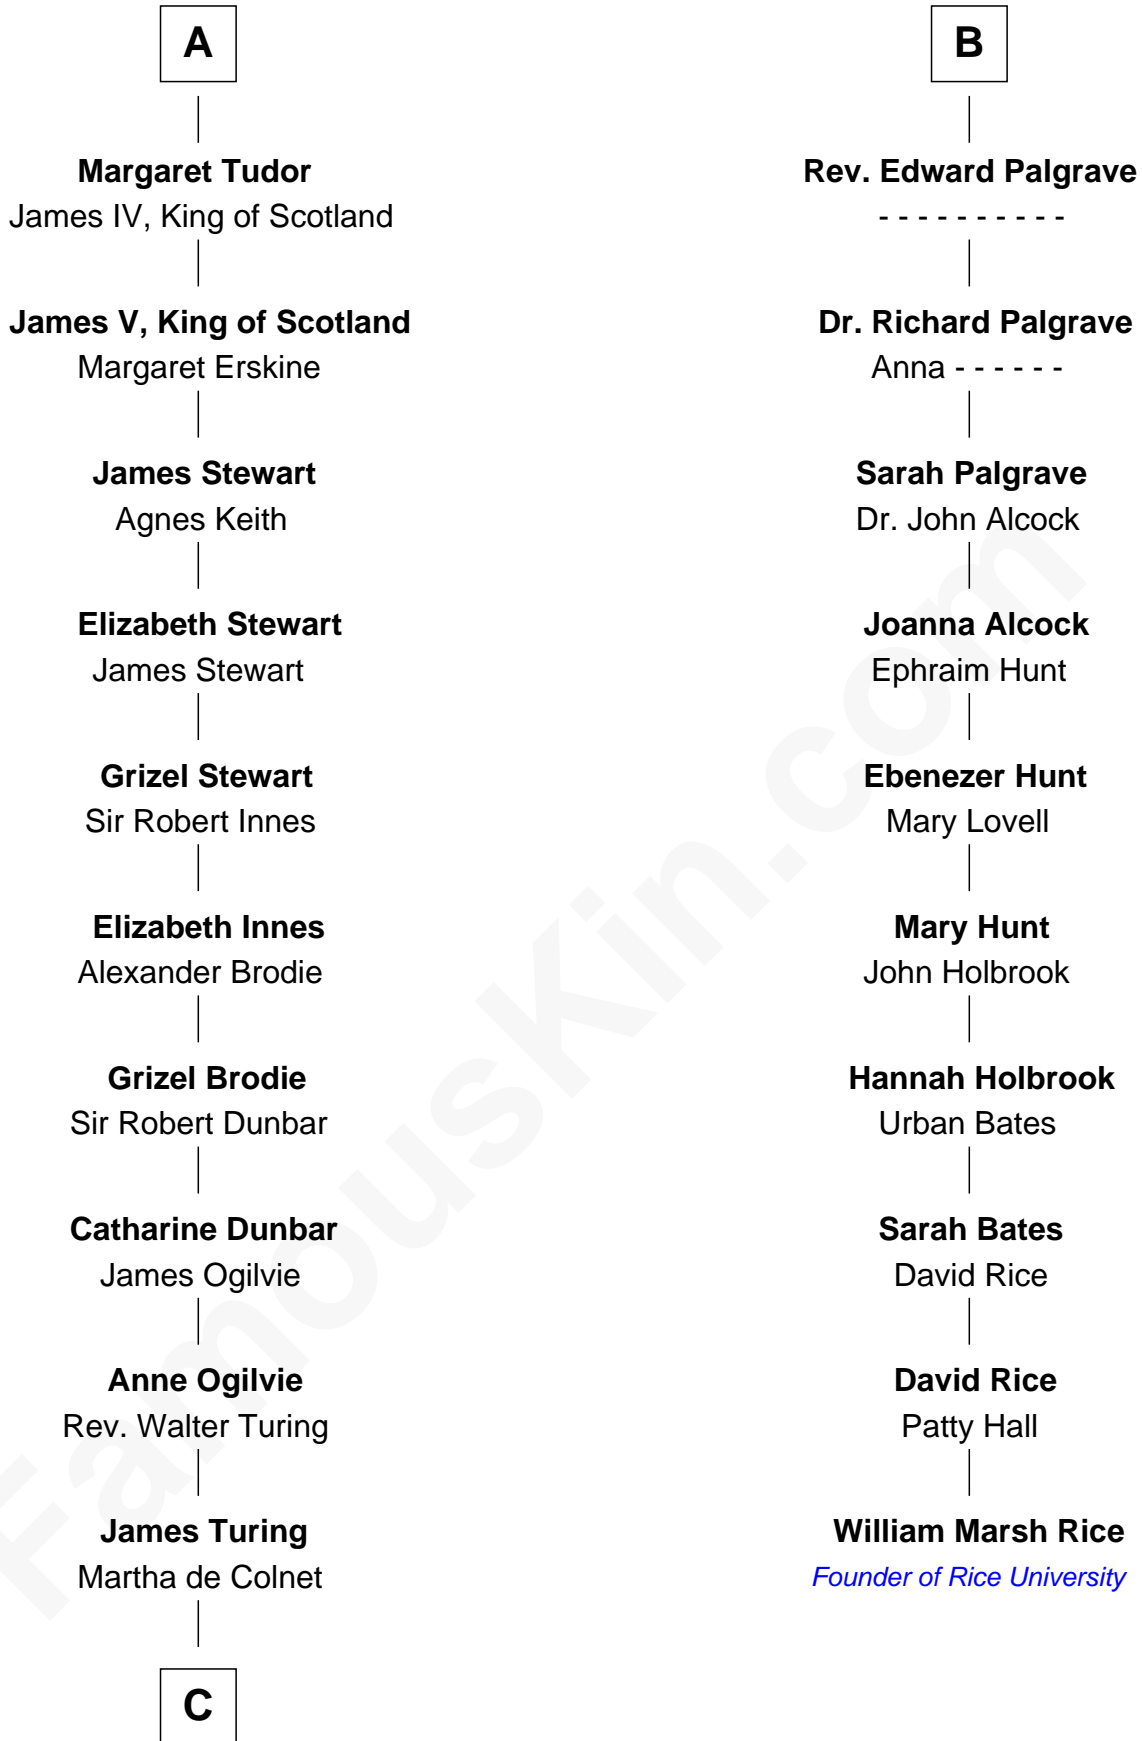 A
Margaret Tudor
James IV, King of Scotland
James V, King of Scotland
Margaret Erskine
James Stewart
Agnes Keith
Elizabeth Stewart
James Stewart
Grizel Stewart
Sir Robert Innes
Elizabeth Innes
Alexander Brodie
Grizel Brodie
Sir Robert Dunbar
Catharine Dunbar
James Ogilvie
Anne Ogilvie
Rev. Walter Turing
James Turing
Martha de Colnet
C
B
Rev. Edward Palgrave
- - - - - - - - - -
Dr. Richard Palgrave
Anna - - - - - -
Sarah Palgrave
Dr. John Alcock
Joanna Alcock
Ephraim Hunt
Ebenezer Hunt
Mary Lovell
Mary Hunt
John Holbrook
Hannah Holbrook
Urban Bates
Sarah Bates
David Rice
David Rice
Patty Hall
William Marsh Rice
Founder of Rice University
FamousKin.com